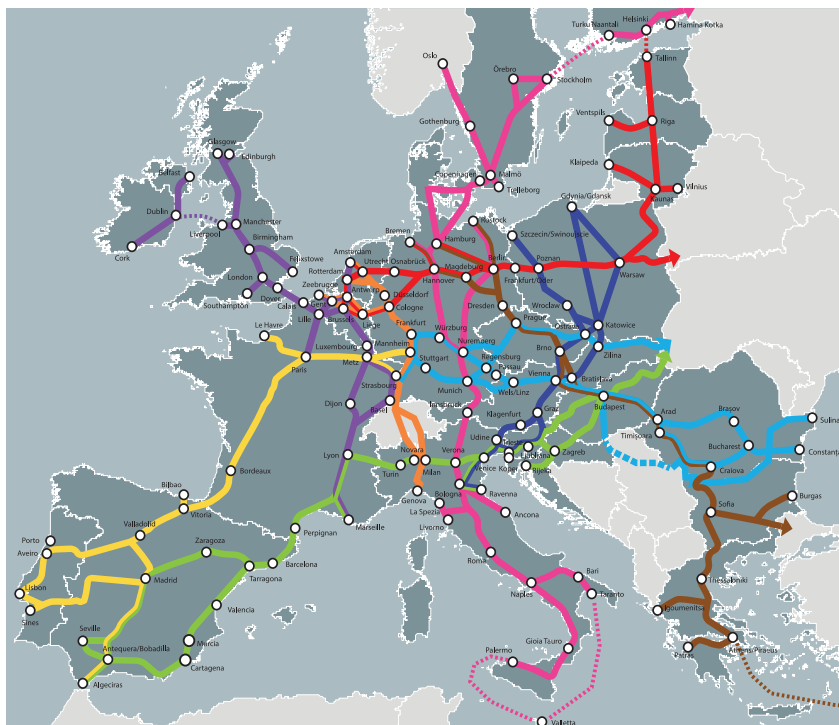 Turku Naantali
Helsinki
Hamina Kotka
Oslo
Örebro
Stockholm
Tallinn
Gothenburg
Ventspils
Riga
Glasgow
Edinburgh
Belfast
Copenhagen
Malmö
Trelleborg
Klaipeda
Vilnius
Kaunas
Gdynia/Gdansk
Dublin
Liverpool
Manchester
Cork
Birmingham
Bremen
Hamburg
Rostock
Szczecin/Swinoujscie
Felixstowe
Amsterdam
Utrecht
Osnabrück
Berlin
Poznan
Warsaw
London
Rotterdam
Magdeburg
Hannover
Frankfurt/Oder
Zeebrugge
Antwerp
Düsseldorf
Southampton
Dover
Calais
Gent
Cologne
Dresden
Wroclaw
Lille
Brussels
Liege
Prague
Ostrava
Katowice
Le Havre
Frankfurt
Würzburg
Luxembourg
Mannheim
Nuremberg
Brno
Zilina
Paris
Metz
Stuttgart
Regensburg
Passau
Strasbourg
Munich
Wels/Linz
Vienna
Bratislava
Budapest
Dijon
Basel
Innsbruck
Klagenfurt
Graz
Arad
Braşov
Sulina
Udine
Trieste
Timişoara
Bucharest
Constanța
Lyon
Novara
Verona
Ljubliana
Zagreb
Turin
Milan
Venice
Koper
Rijeka
Craiova
Bordeaux
Bilbao
Genova
Bologna
Ravenna
Burgas
Vitoria
La Spezia
Sofia
Valladolid
Perpignan
Marseille
Livorno
Ancona
Porto
Aveiro
Zaragoza
Barcelona
Roma
Madrid
Tarragona
Bari
Thessaloniki
Lisbon
Naples
Taranto
Sines
Valencia
Igoumenitsa
Seville
Murcia
Gioia Tauro
Patras
Athens/Piraeus
Antequera/Bobadilla
Palermo
Cartagena
Algeciras
Valletta